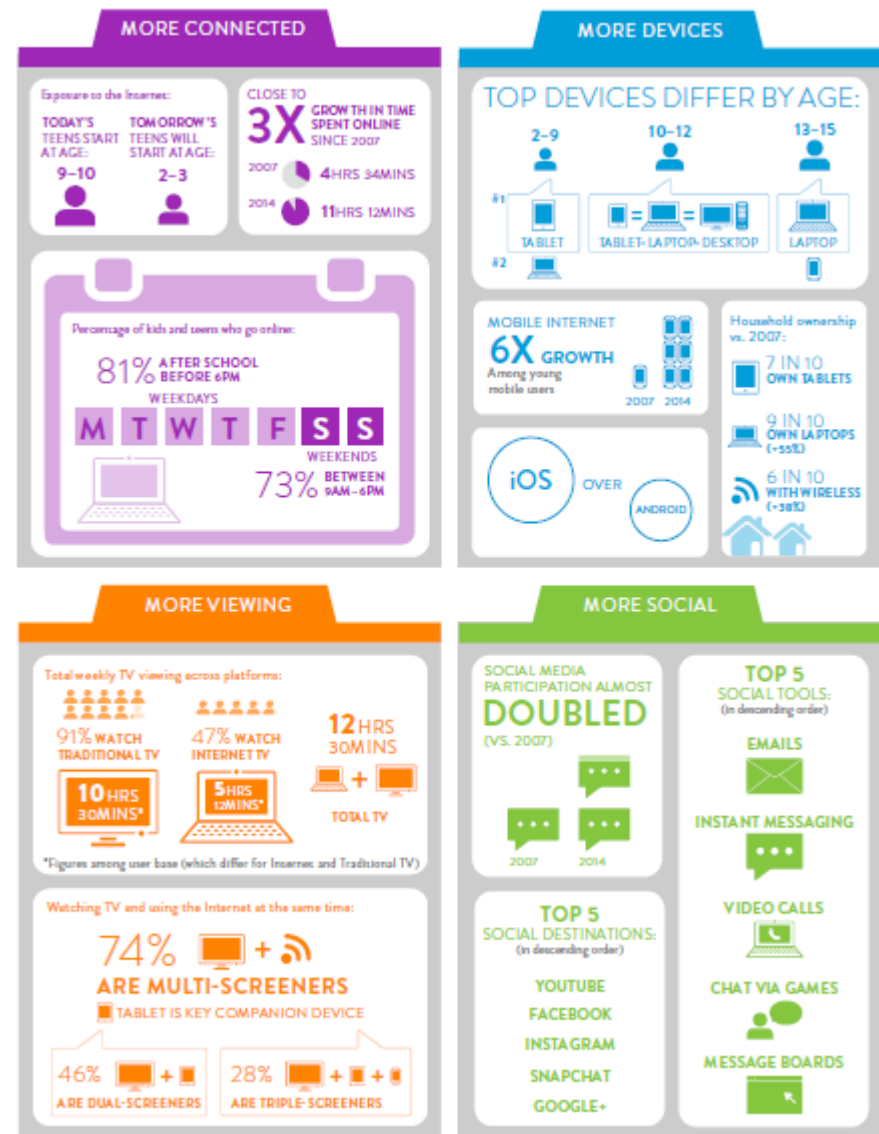 MORE CONNECTED
Exposure to the Internet:
TODAY'S
TEENS START
AT AGE:
9–10
TOMORROW'S
TEENS WILL
START AT AGE:
2–3
CLOSE TO
3X GROWTH IN TIME
SPENT ONLINE
SINCE 2007
2007 4HRS 34MINS
2014 11HRS 12MINS
Percentage of kids and teens who go online:
81% AFTER SCHOOL
BEFORE 6PM
WEEKDAYS
M T W T F S S
WEEKENDS
73% BETWEEN
9AM–6PM
MORE DEVICES
TOP DEVICES DIFFER BY AGE:
2–9 10–12 13–15
#1
TABLET TABLET=LAPTOP=DESKTOP LAPTOP
#2
MOBILE INTERNET
6X GROWTH
Among young
mobile users
2007 2014
iOS OVER ANDROID
Household ownership
vs. 2007:
7 IN 10
OWN TABLETS
9 IN 10
OWN LAPTOPS
(+55%)
6 IN 10
WITH WIRELESS
(+38%)
MORE VIEWING
Total weekly TV viewing across platforms:
91% WATCH
TRADITIONAL TV
10 HRS
30MINS*
47% WATCH
INTERNET TV
5HRS
12MINS*
12HRS
30MINS
+
TOTAL TV
*Figures among user base (which differ for Internet and Traditional TV)
Watching TV and using the Internet at the same time:
74% +
ARE MULTI-SCREENERS
TABLET IS KEY COMPANION DEVICE
46% +
ARE DUAL-SCREENERS
28% + +
ARE TRIPLE-SCREENERS
MORE SOCIAL
SOCIAL MEDIA
PARTICIPATION ALMOST
DOUBLED
(VS. 2007)
2007 2014
TOP 5
SOCIAL DESTINATIONS:
(in descending order)
YOUTUBE
FACEBOOK
INSTAGRAM
SNAPCHAT
GOOGLE+
TOP 5
SOCIAL TOOLS:
(in descending order)
EMAILS
INSTANT MESSAGING
VIDEO CALLS
CHAT VIA GAMES
MESSAGE BOARDS